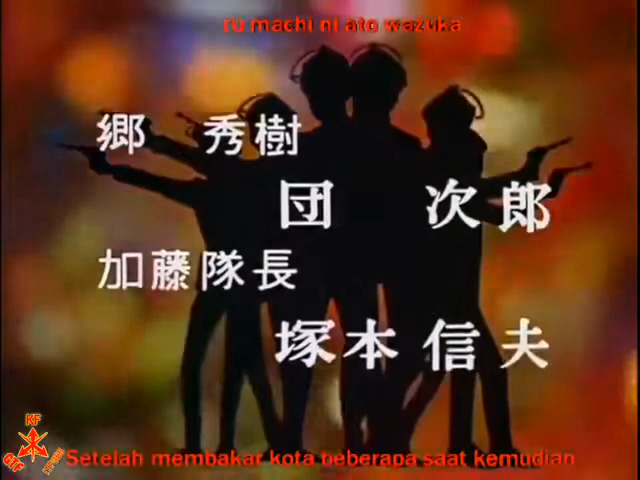 ru machi ni ato wazuka
郷 秀樹
団 次郎
加藤隊長
塚本 信夫
KF
Setelah membakar kota beberapa saat kemudian